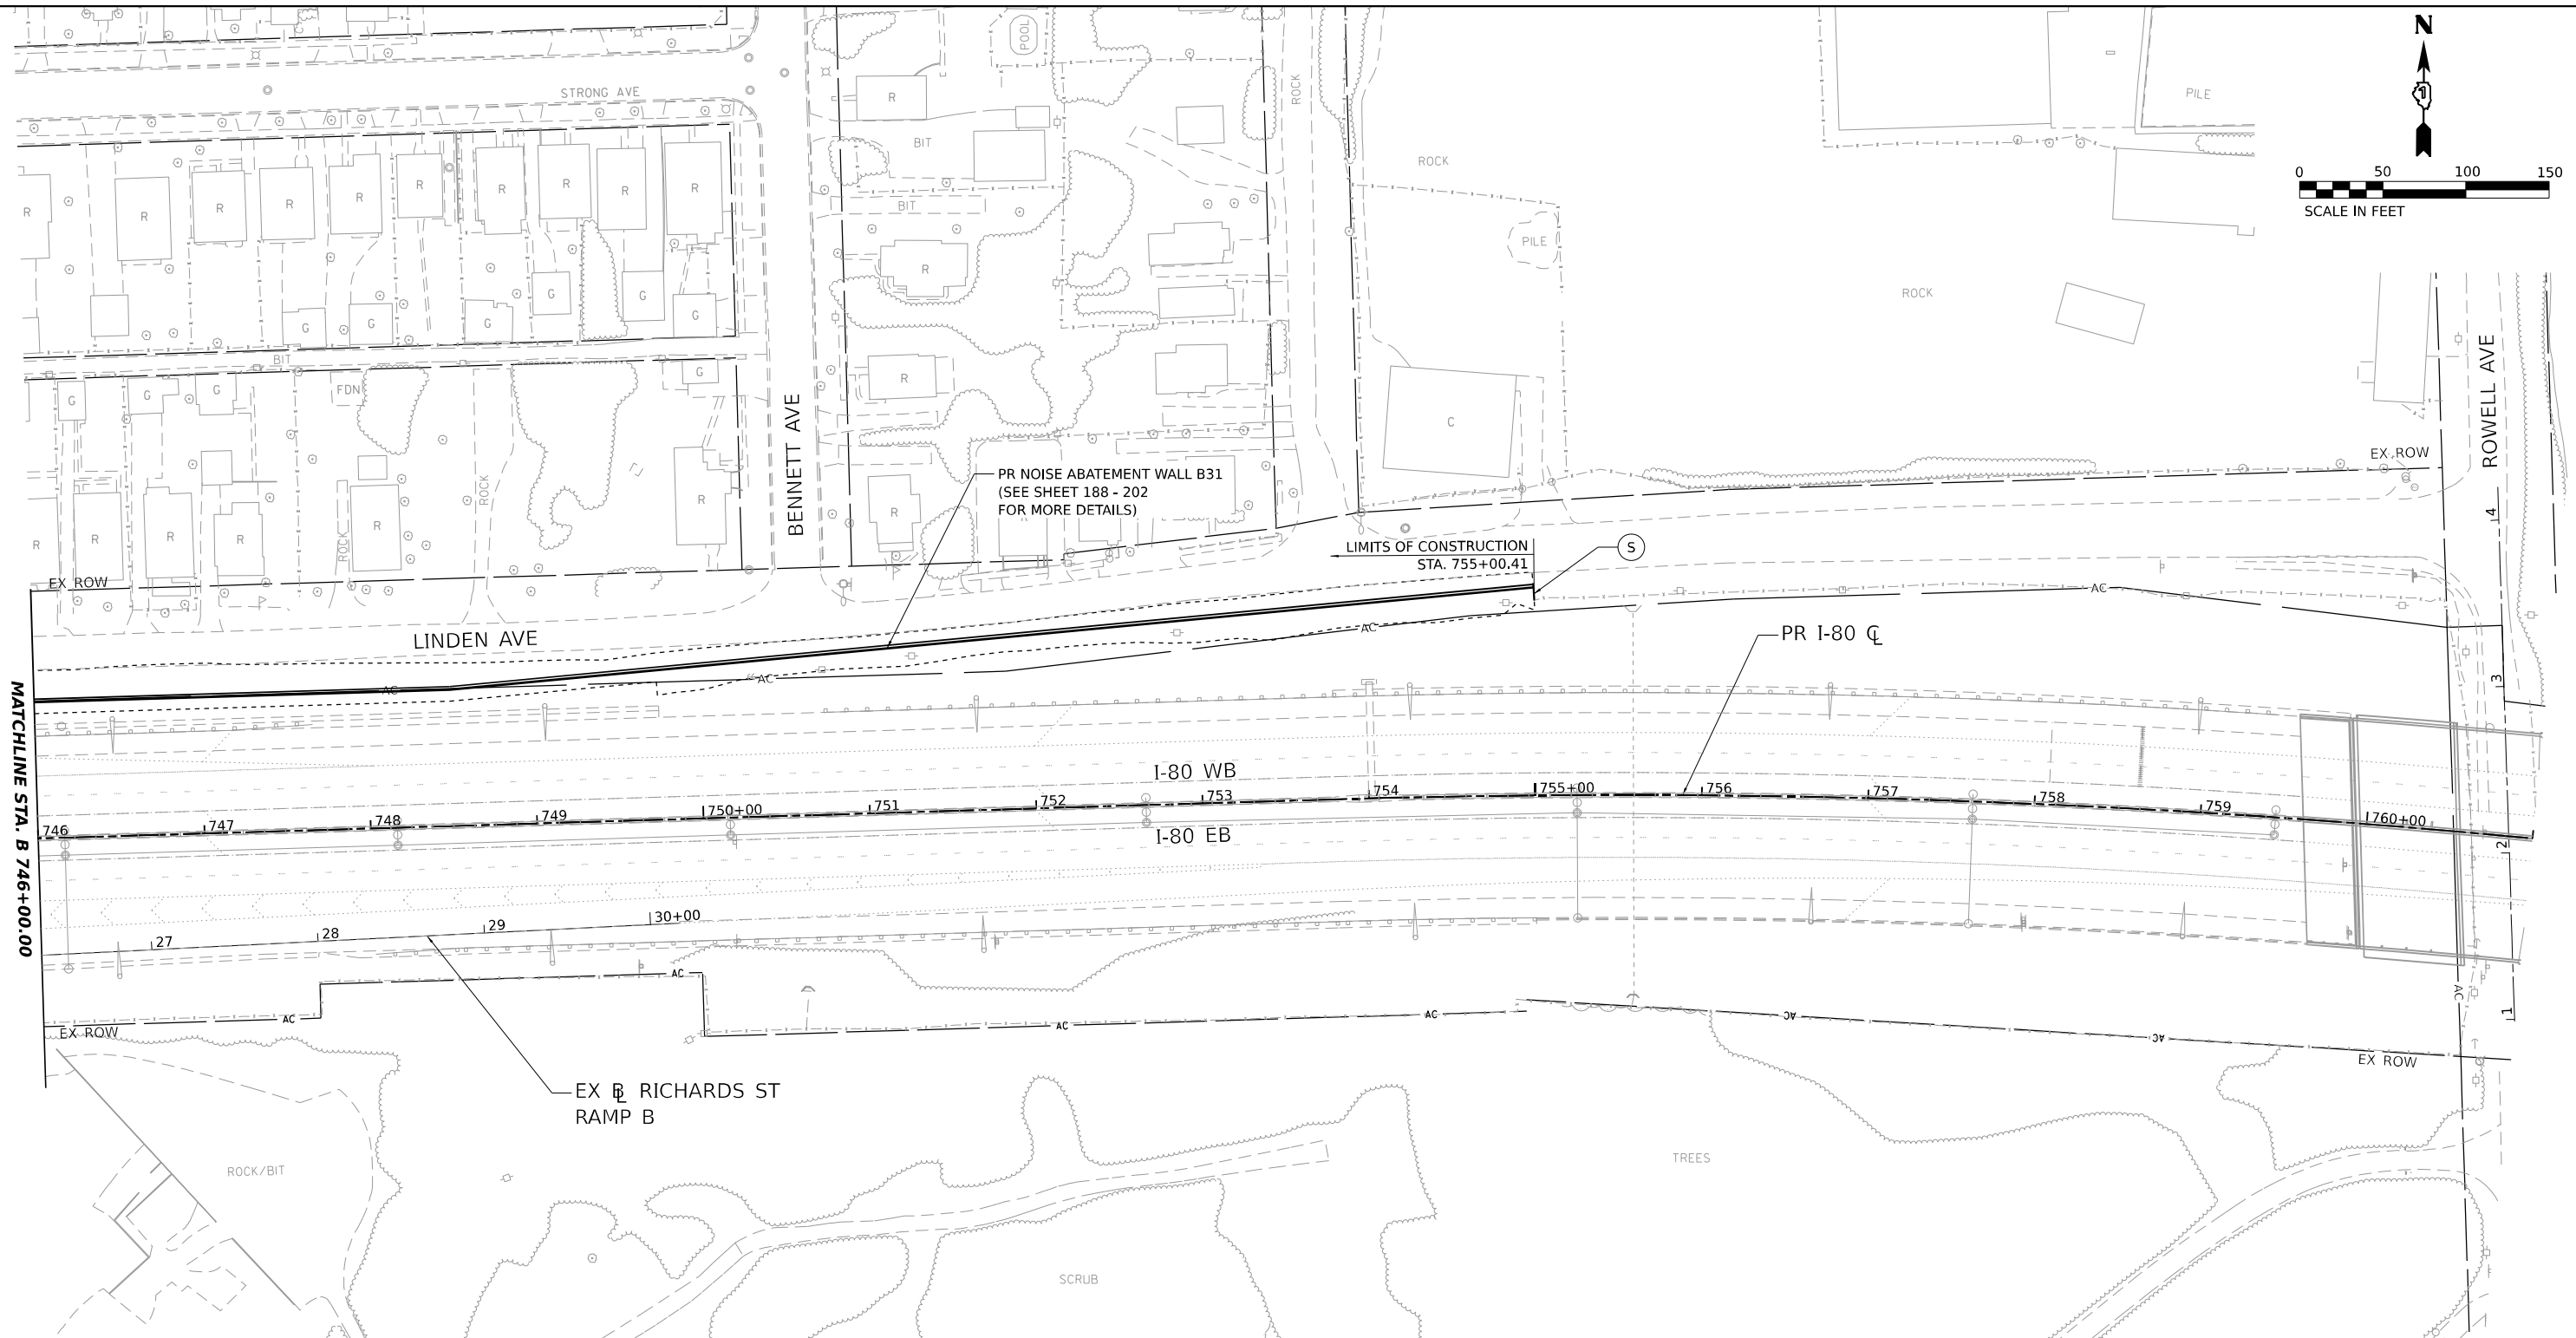 N
0 50 100 150
SCALE IN FEET
POOL
STRONG AVE
R
BIT
BIT
ROCK
ROCK
PILE
PILE
ROCK
R
R
R
R
R
R
R
R
R
R
R
G
G
G
G
G
G
BIT
G
G
G
FDN
G
R
C
ROCK
ROCK
R
R
R
R
R
R
R
BENNETT AVE
ROWELL AVE
PR NOISE ABATEMENT WALL B31
(SEE SHEET 188 - 202
FOR MORE DETAILS)
LIMITS OF CONSTRUCTION
STA. 755+00.41
S
EX ROW
EX ROW
LINDEN AVE
AC
AC
AC
AC
PR I-80 ℄
4
3
2
1
MATCHLINE STA. B 746+00.00
I-80 WB
746 747 748 749 750+00 751 752 753 754 755+00 756 757 758 759 760+00
I-80 EB
27 28 29 30+00
AC
AC
AC
AC
AC
AC
AC
EX ROW
EX ROW
EX BL RICHARDS ST
RAMP B
ROCK/BIT
TREES
SCRUB